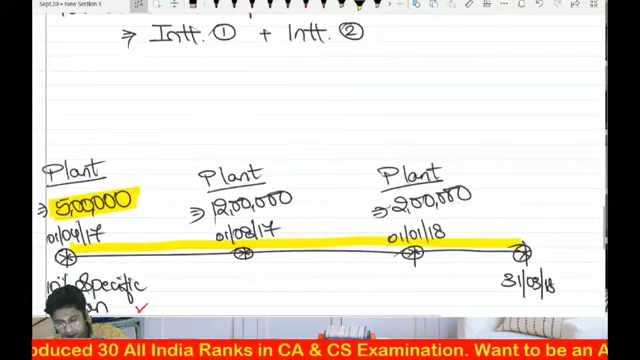 Sept.20 • New Section 5
⇒ Intt. ① + Intt. ②
Plant Plant Plant
⇒ 5,00,000 ⇒ 12,00,000 ⇒ 2,00,000
01/04/17 01/08/17 01/01/18
Specific 31/03/18
oduced 30 All India Ranks in CA & CS Examination. Want to be an A